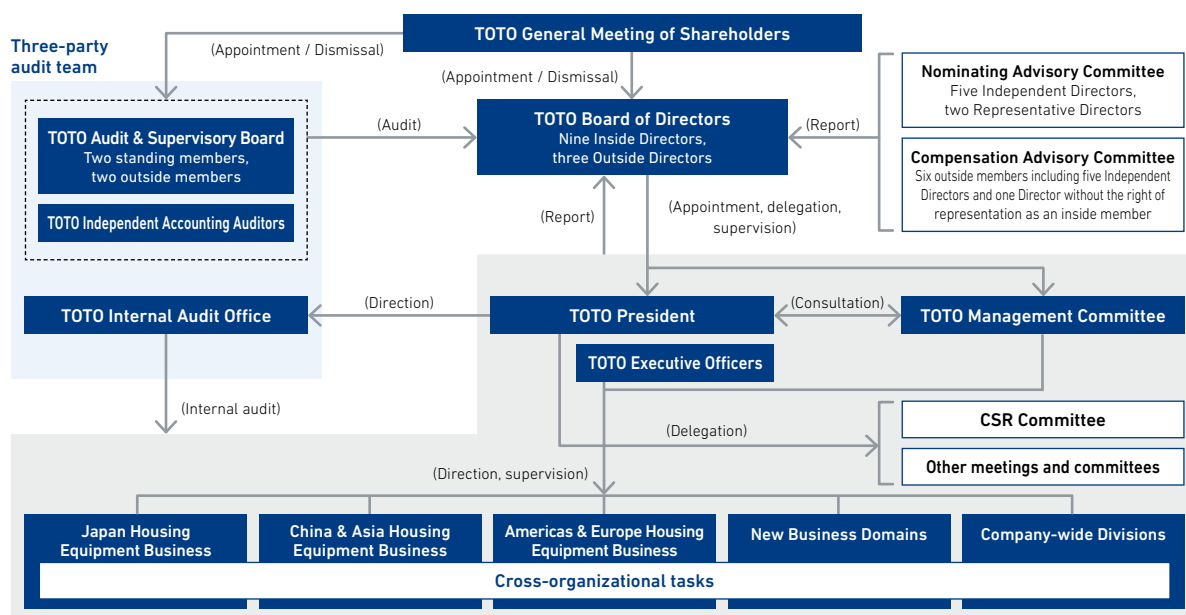 TOTO General Meeting of Shareholders
Three-party
audit team
(Appointment / Dismissal)
(Appointment / Dismissal)
Nominating Advisory Committee
Five Independent Directors,
two Representative Directors
TOTO Audit & Supervisory Board
Two standing members,
two outside members
(Audit)
TOTO Board of Directors
Nine Inside Directors,
three Outside Directors
(Report)
Compensation Advisory Committee
Six outside members including five Independent
Directors and one Director without the right of
representation as an inside member
TOTO Independent Accounting Auditors
(Report)
(Appointment, delegation,
supervision)
TOTO Internal Audit Office
(Direction)
TOTO President
(Consultation)
TOTO Management Committee
TOTO Executive Officers
(Internal audit)
(Delegation)
CSR Committee
Other meetings and committees
(Direction, supervision)
Japan Housing
Equipment Business
China & Asia Housing
Equipment Business
Americas & Europe Housing
Equipment Business
New Business Domains
Company-wide Divisions
Cross-organizational tasks